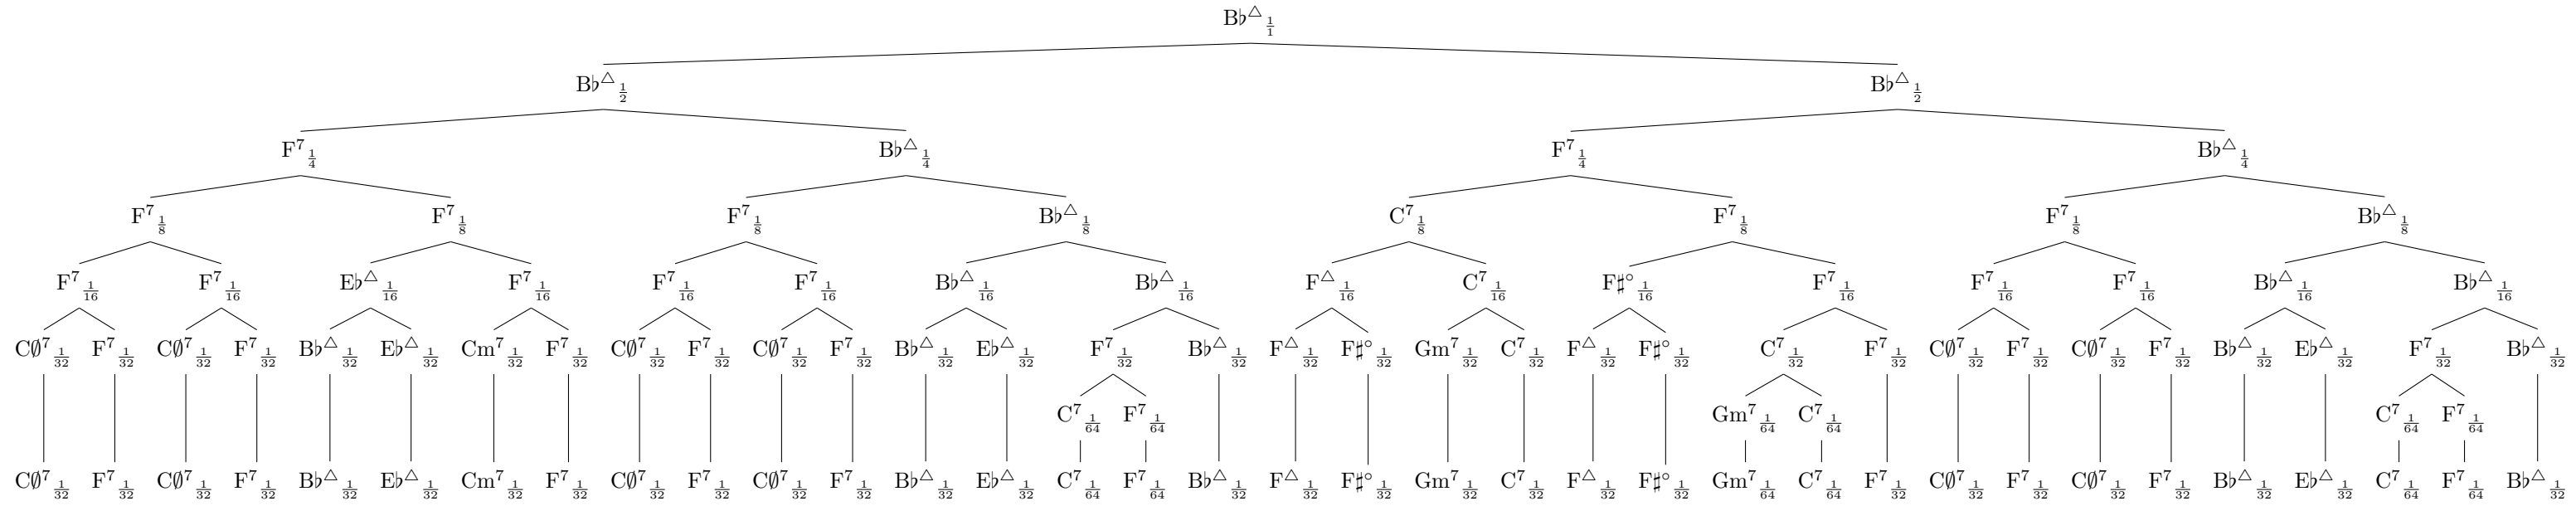 B♭△ 1/1
B♭△ 1/2 B♭△ 1/2
F7 1/4 B♭△ 1/4 F7 1/4 B♭△ 1/4
F7 1/8 F7 1/8 F7 1/8 B♭△ 1/8 C7 1/8 F7 1/8 F7 1/8 B♭△ 1/8
F7 1/16 F7 1/16 E♭△ 1/16 F7 1/16 F7 1/16 F7 1/16 B♭△ 1/16 B♭△ 1/16 F△ 1/16 C7 1/16 F♯° 1/16 F7 1/16 F7 1/16 F7 1/16 B♭△ 1/16 B♭△ 1/16
C∅7 1/32 F7 1/32 C∅7 1/32 F7 1/32 B♭△ 1/32 E♭△ 1/32 Cm7 1/32 F7 1/32 C∅7 1/32 F7 1/32 C∅7 1/32 F7 1/32 B♭△ 1/32 E♭△ 1/32 F7 1/32 B♭△ 1/32 F△ 1/32 F♯° 1/32 Gm7 1/32 C7 1/32 F△ 1/32 F♯° 1/32 C7 1/32 F7 1/32 C∅7 1/32 F7 1/32 C∅7 1/32 F7 1/32 B♭△ 1/32 E♭△ 1/32 F7 1/32 B♭△ 1/32
C7 1/64 F7 1/64 Gm7 1/64 C7 1/64 C7 1/64 F7 1/64
C∅7 1/32 F7 1/32 C∅7 1/32 F7 1/32 B♭△ 1/32 E♭△ 1/32 Cm7 1/32 F7 1/32 C∅7 1/32 F7 1/32 C∅7 1/32 F7 1/32 B♭△ 1/32 E♭△ 1/32 C7 1/64 F7 1/64 B♭△ 1/32 F△ 1/32 F♯° 1/32 Gm7 1/32 C7 1/32 F△ 1/32 F♯° 1/32 Gm7 1/64 C7 1/64 F7 1/32 C∅7 1/32 F7 1/32 C∅7 1/32 F7 1/32 B♭△ 1/32 E♭△ 1/32 C7 1/64 F7 1/64 B♭△ 1/32